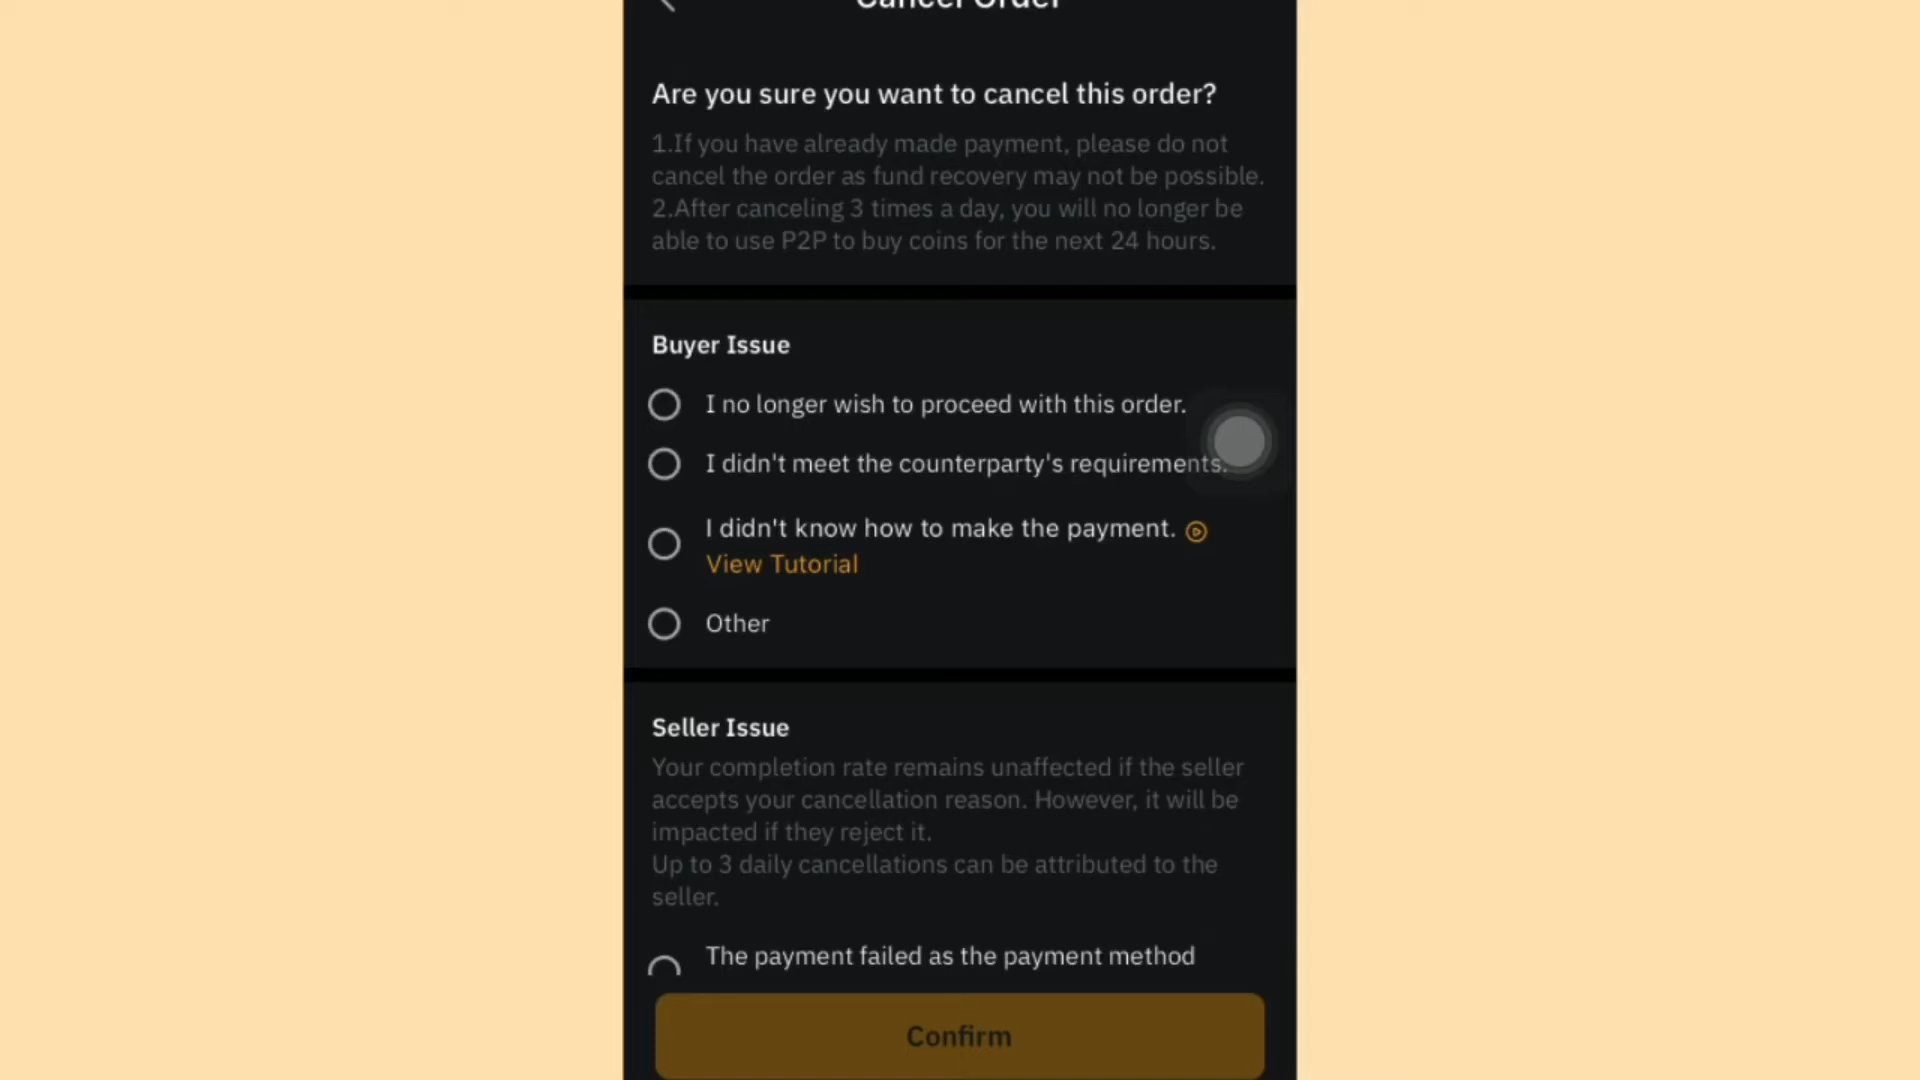 Cancel Order
Are you sure you want to cancel this order?
1.If you have already made payment, please do not
cancel the order as fund recovery may not be possible.
2.After canceling 3 times a day, you will no longer be
able to use P2P to buy coins for the next 24 hours.
Buyer Issue
I no longer wish to proceed with this order.
I didn't meet the counterparty's requirements.
I didn't know how to make the payment.
View Tutorial
Other
Seller Issue
Your completion rate remains unaffected if the seller
accepts your cancellation reason. However, it will be
impacted if they reject it.
Up to 3 daily cancellations can be attributed to the
seller.
The payment failed as the payment method
Confirm